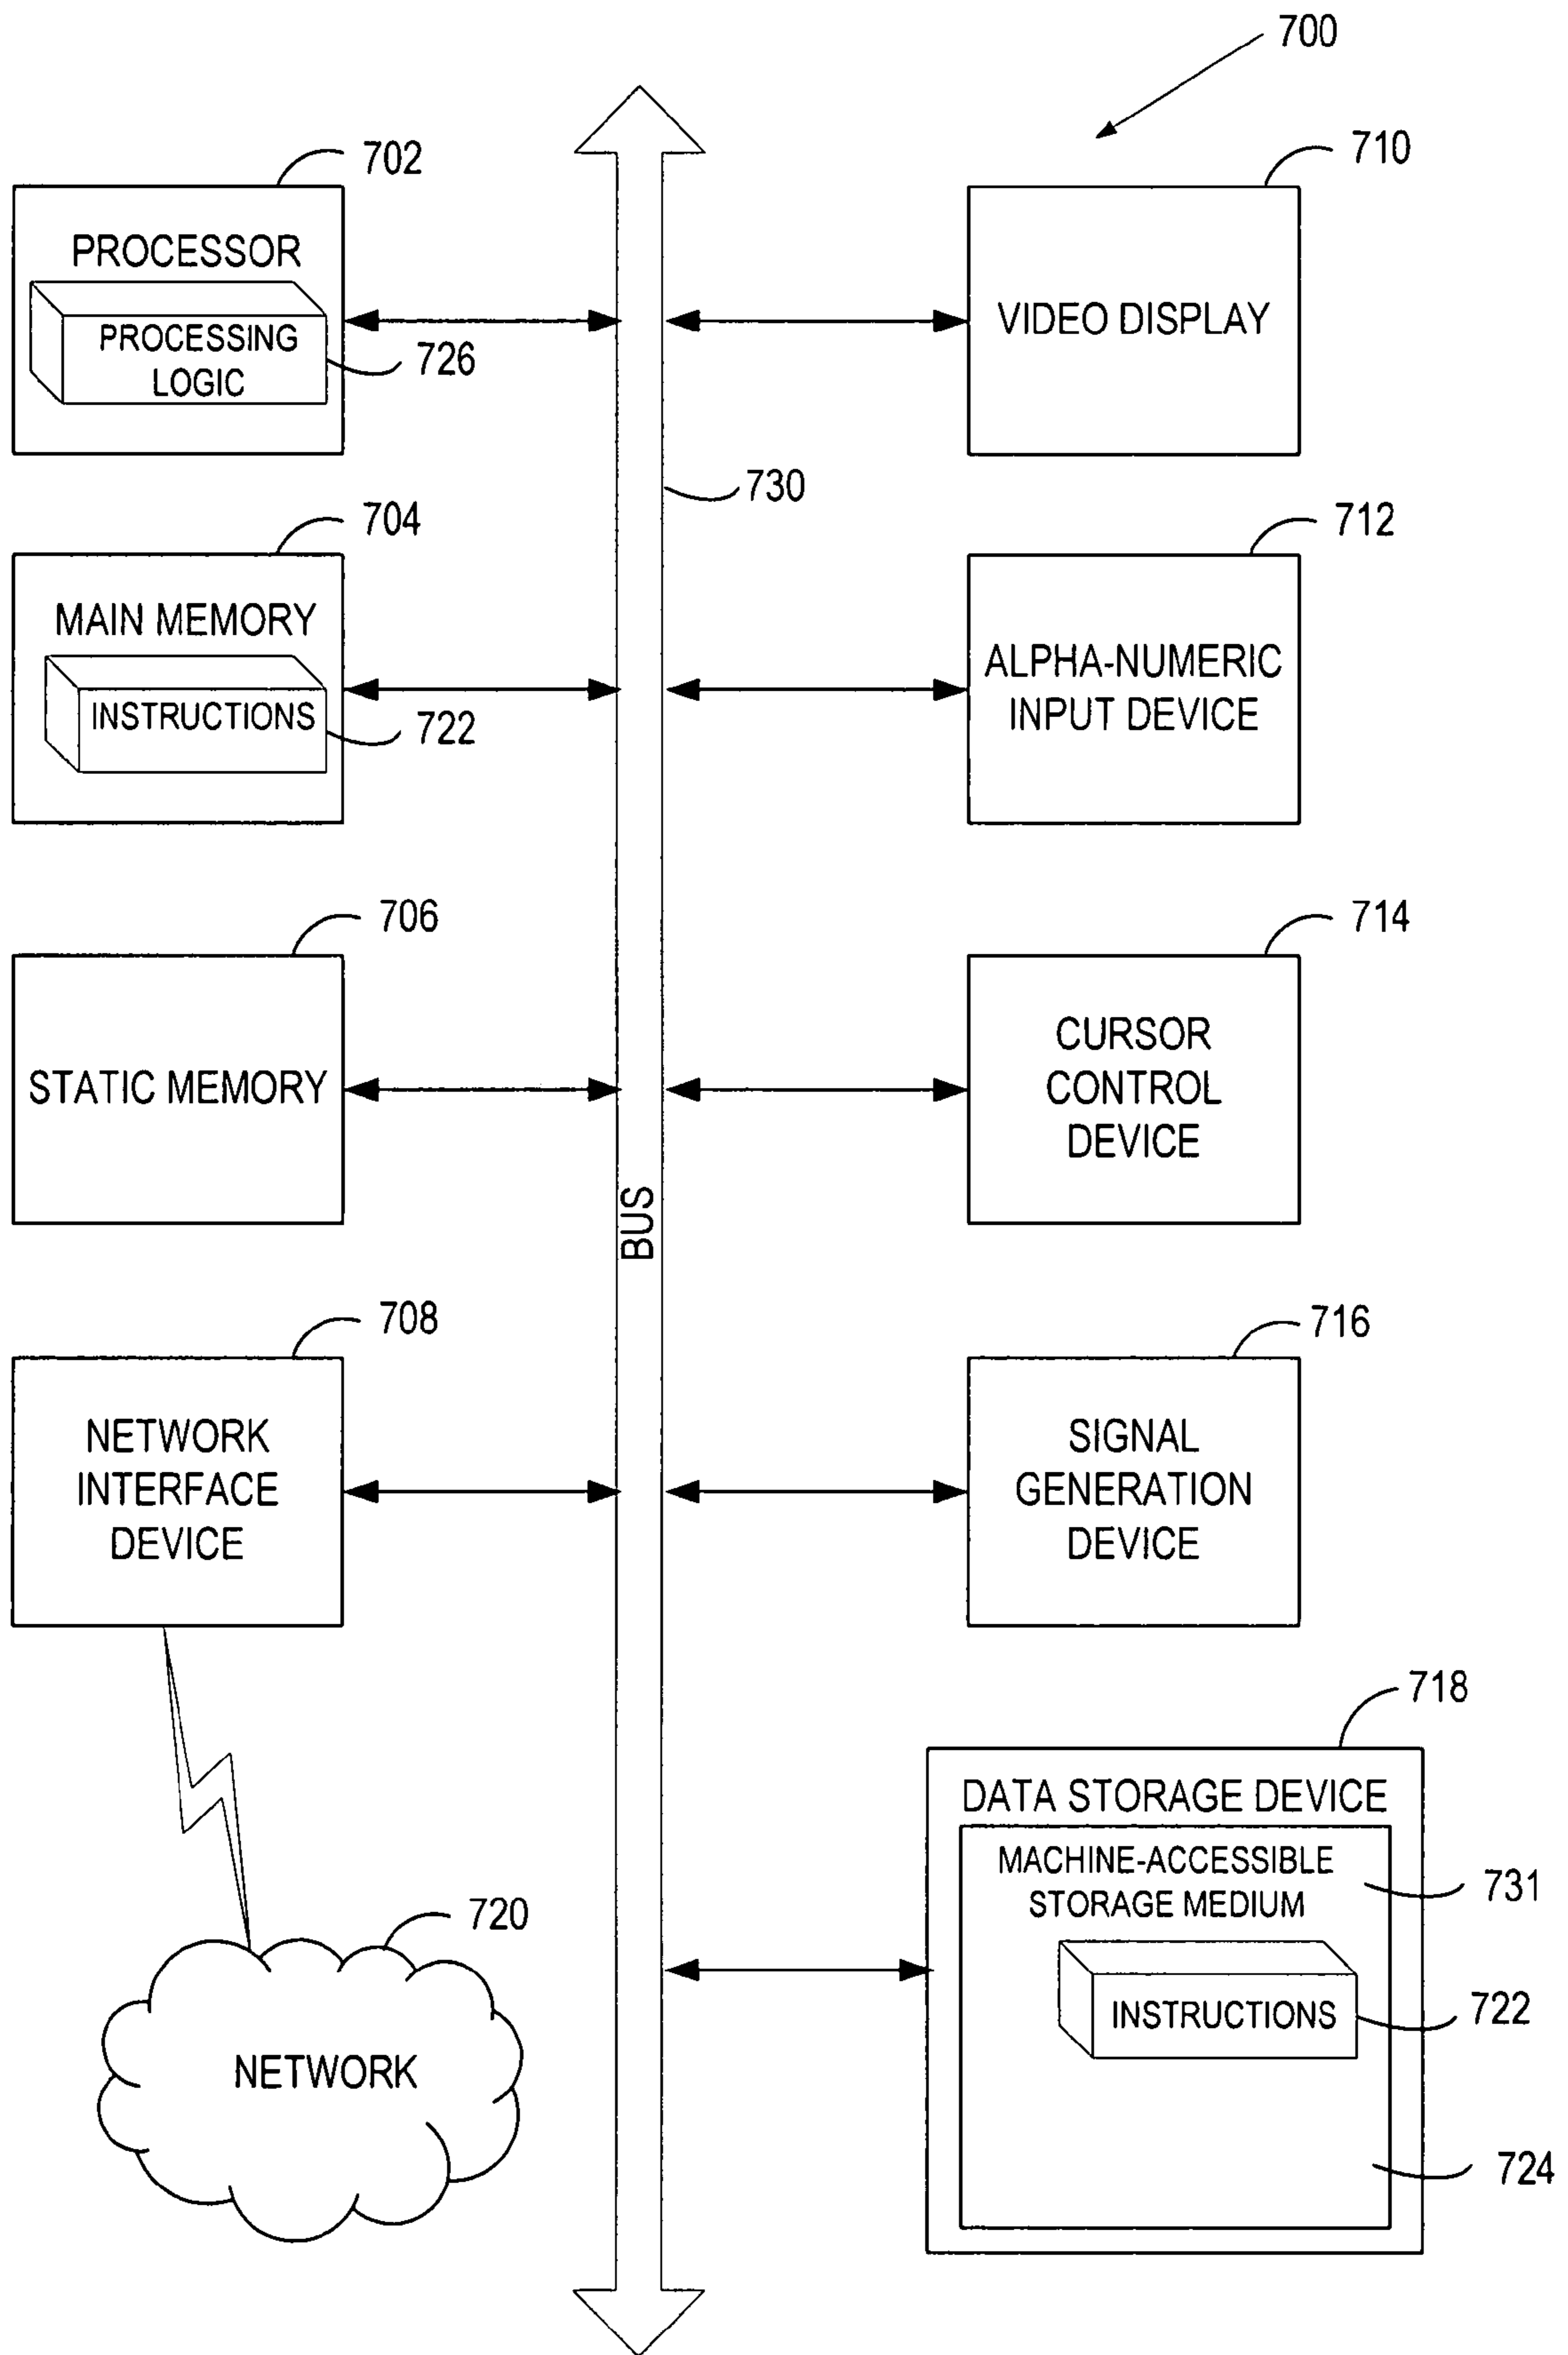 700
702
PROCESSOR
PROCESSING
LOGIC
726
710
VIDEO DISPLAY
730
704
MAIN MEMORY
INSTRUCTIONS
722
712
ALPHA-NUMERIC
INPUT DEVICE
706
STATIC MEMORY
714
CURSOR
CONTROL
DEVICE
BUS
708
NETWORK
INTERFACE
DEVICE
716
SIGNAL
GENERATION
DEVICE
718
DATA STORAGE DEVICE
MACHINE-ACCESSIBLE
STORAGE MEDIUM
731
INSTRUCTIONS
722
724
720
NETWORK